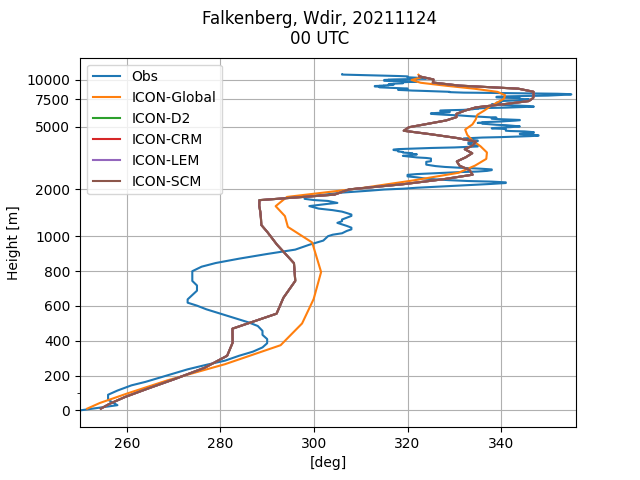 Falkenberg, Wdir, 20211124
00 UTC
Obs
ICON-Global
ICON-D2
ICON-CRM
ICON-LEM
ICON-SCM
10000
7500
5000
2000
1000
800
600
400
200
0
Height [m]
260
280
300
320
340
[deg]